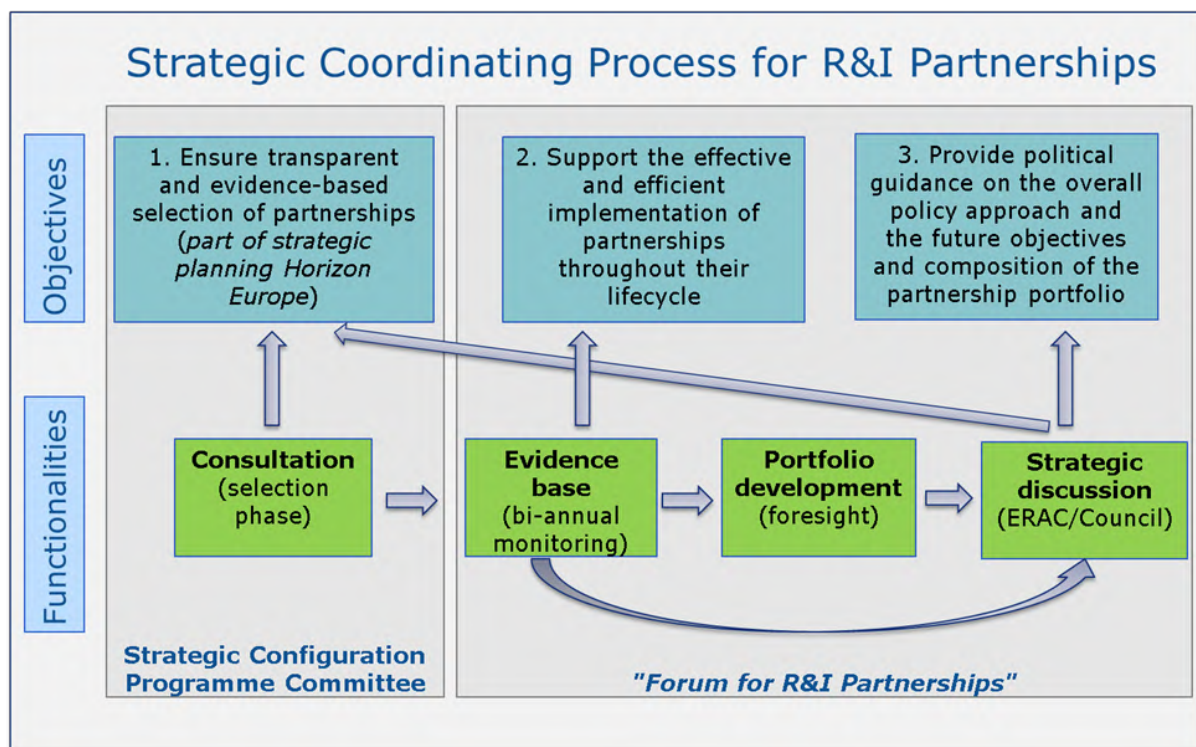 Strategic Coordinating Process for R&I Partnerships
Objectives
1. Ensure transparent
and evidence-based
selection of partnerships
(part of strategic
planning Horizon
Europe)
2. Support the effective
and efficient
implementation of
partnerships
throughout their
lifecycle
3. Provide political
guidance on the overall
policy approach and
the future objectives
and composition of the
partnership portfolio
Functionalities
Consultation
(selection
phase)
Evidence
base
(bi-annual
monitoring)
Portfolio
development
(foresight)
Strategic
discussion
(ERAC/Council)
Strategic Configuration
Programme Committee
"Forum for R&I Partnerships"